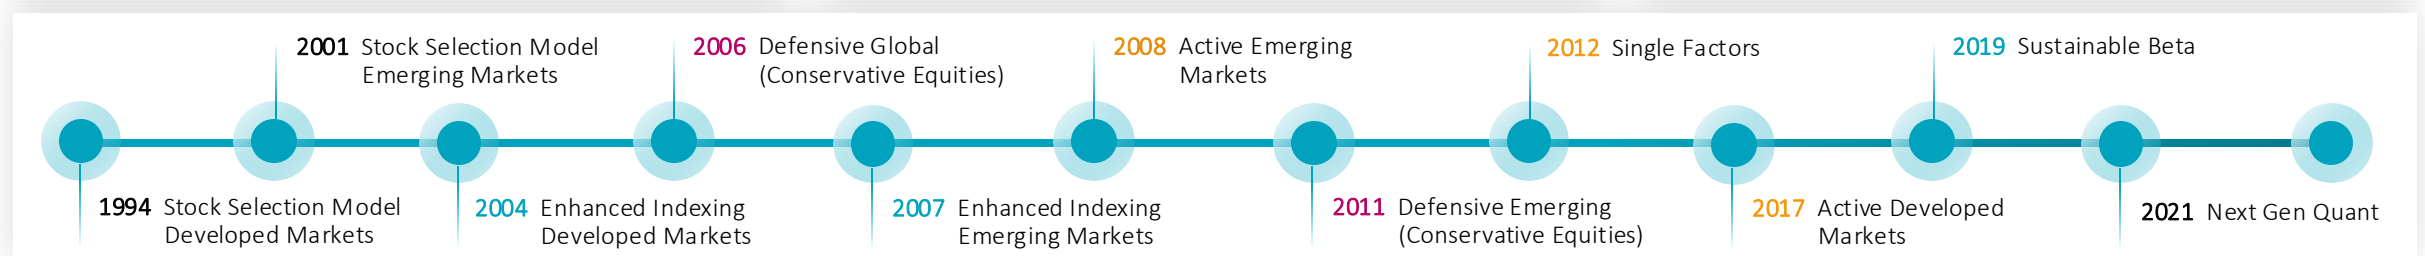 2001 Stock Selection Model
Emerging Markets
2006 Defensive Global
(Conservative Equities)
2008 Active Emerging
Markets
2012 Single Factors
2019 Sustainable Beta
1994 Stock Selection Model
Developed Markets
2004 Enhanced Indexing
Developed Markets
2007 Enhanced Indexing
Emerging Markets
2011 Defensive Emerging
(Conservative Equities)
2017 Active Developed
Markets
2021 Next Gen Quant